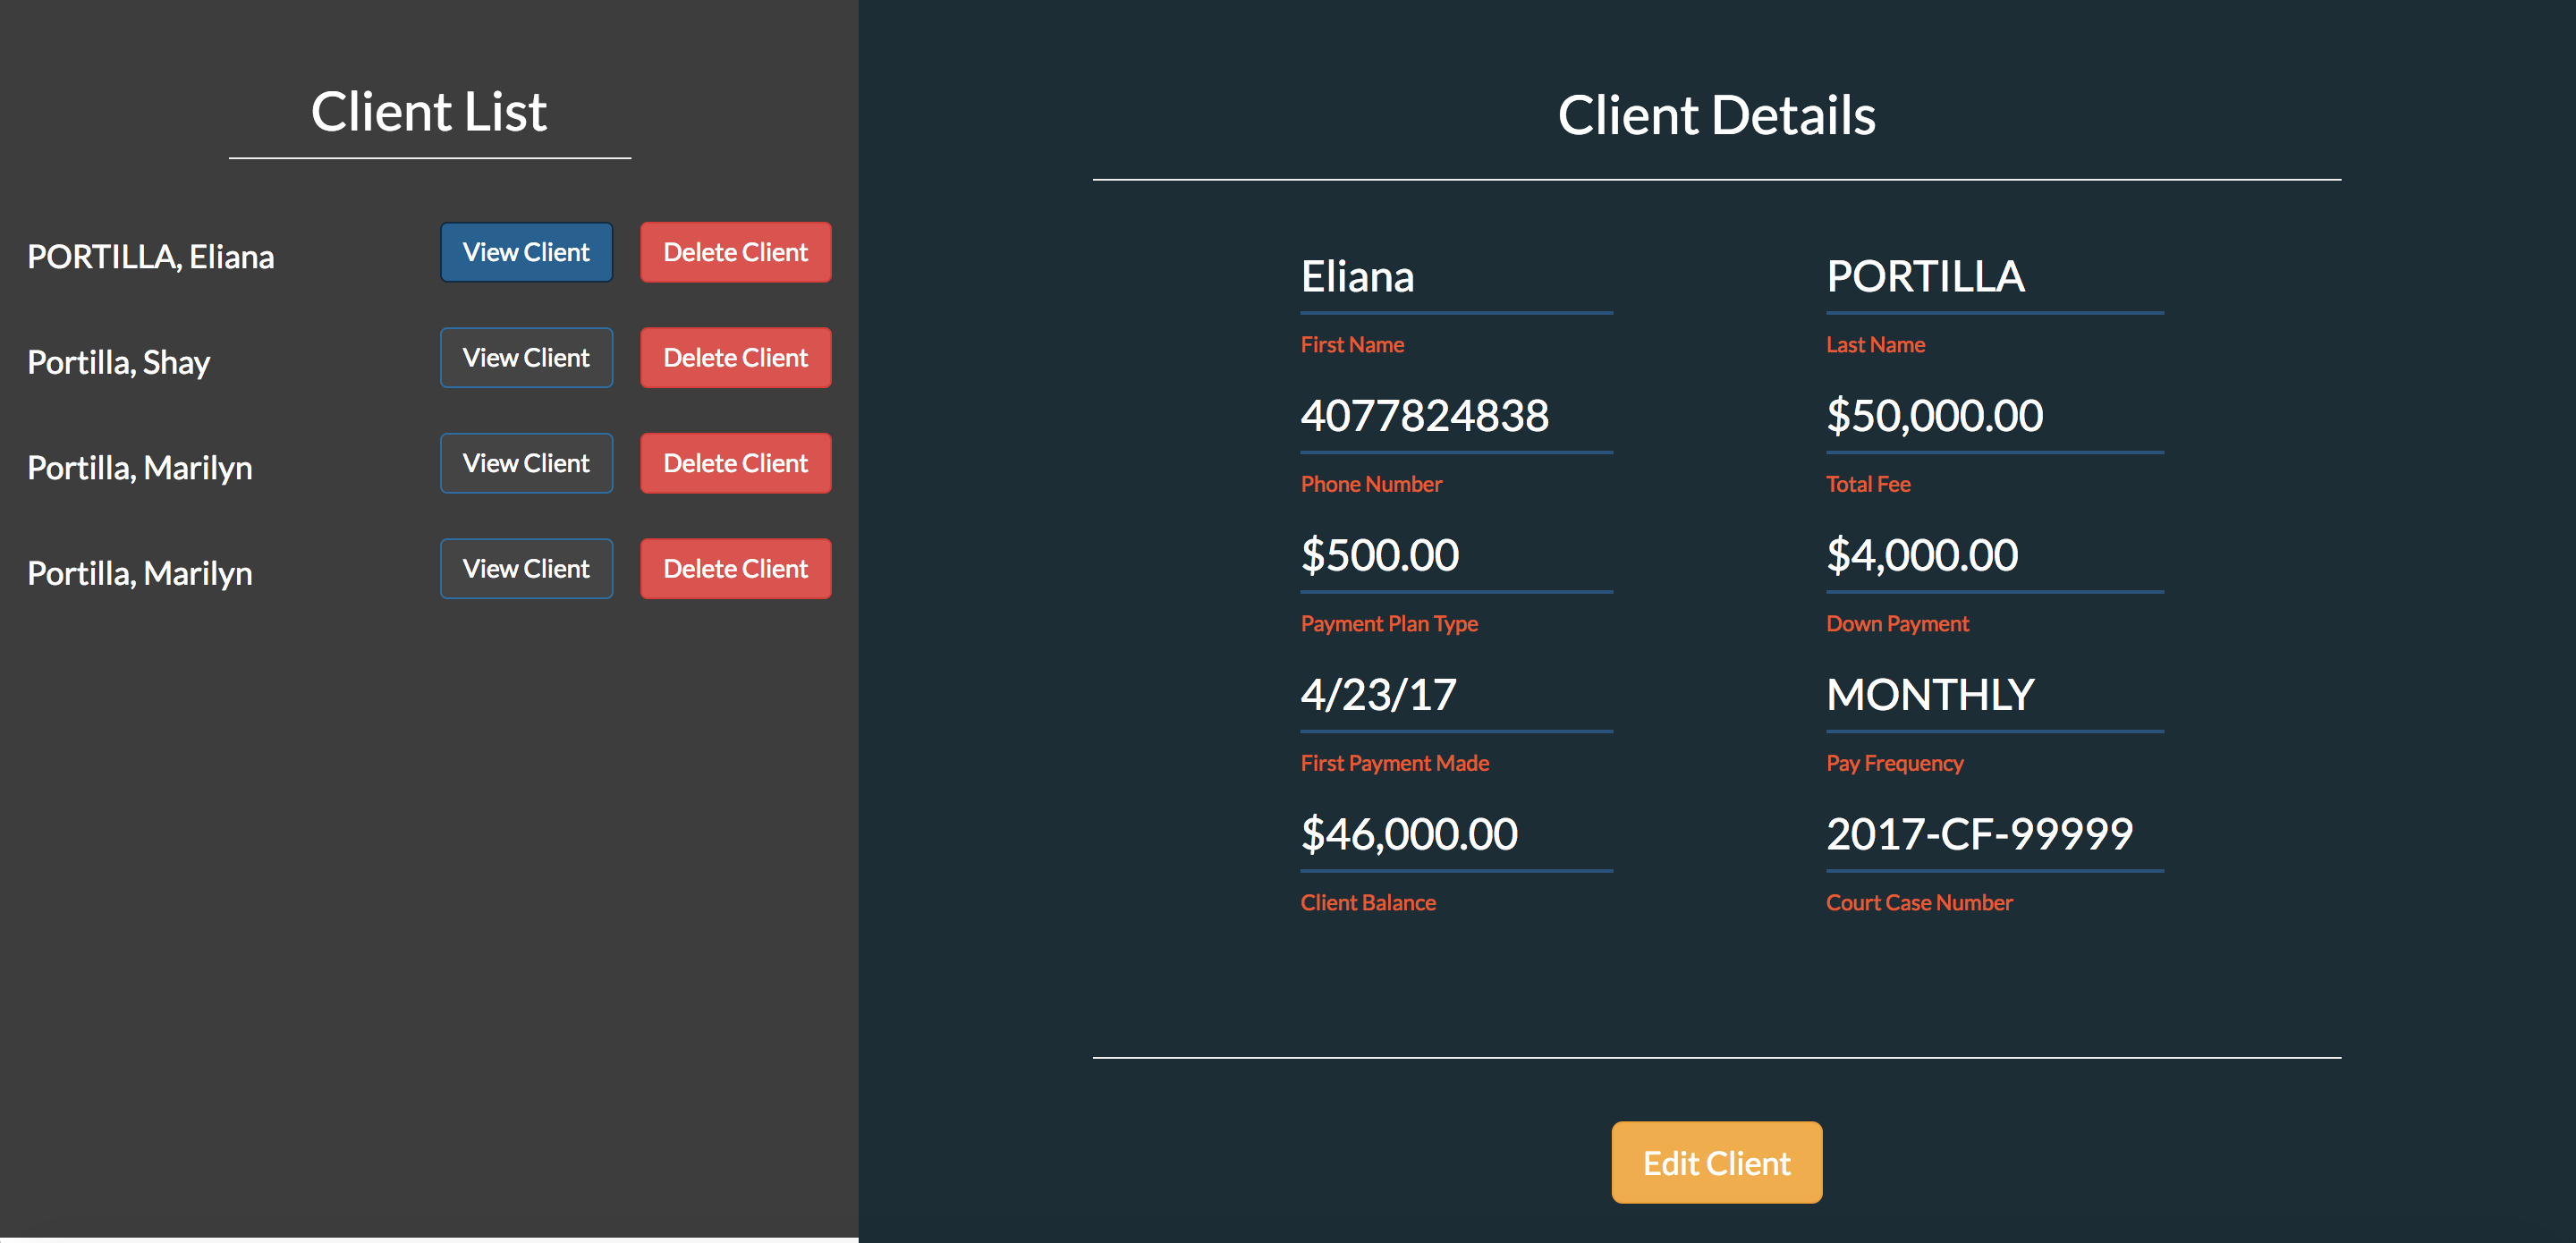 Client List
PORTILLA, Eliana
View Client
Delete Client
Portilla, Shay
View Client
Delete Client
Portilla, Marilyn
View Client
Delete Client
Portilla, Marilyn
View Client
Delete Client
Client Details
Eliana
First Name
PORTILLA
Last Name
4077824838
Phone Number
$50,000.00
Total Fee
$500.00
Payment Plan Type
$4,000.00
Down Payment
4/23/17
First Payment Made
MONTHLY
Pay Frequency
$46,000.00
Client Balance
2017-CF-99999
Court Case Number
Edit Client